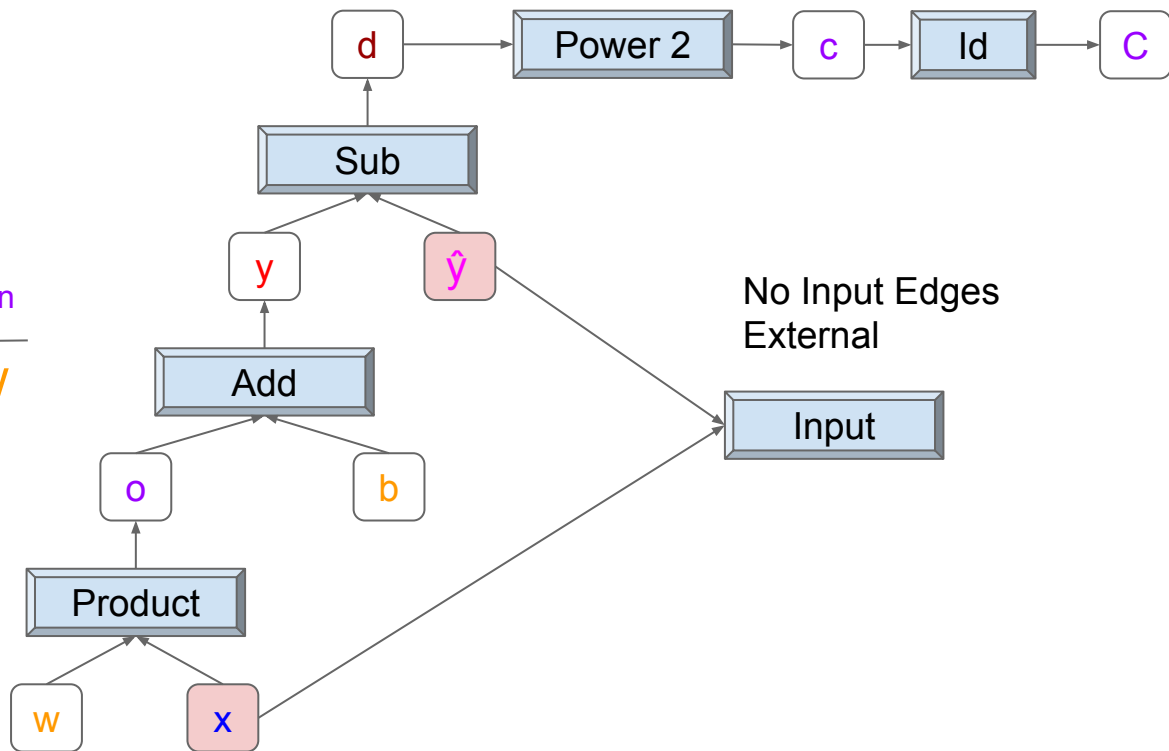 d
Power 2
c
Id
C
Sub
y
ŷ
n
No Input Edges
External
Add
Input
o
b
Product
w
x